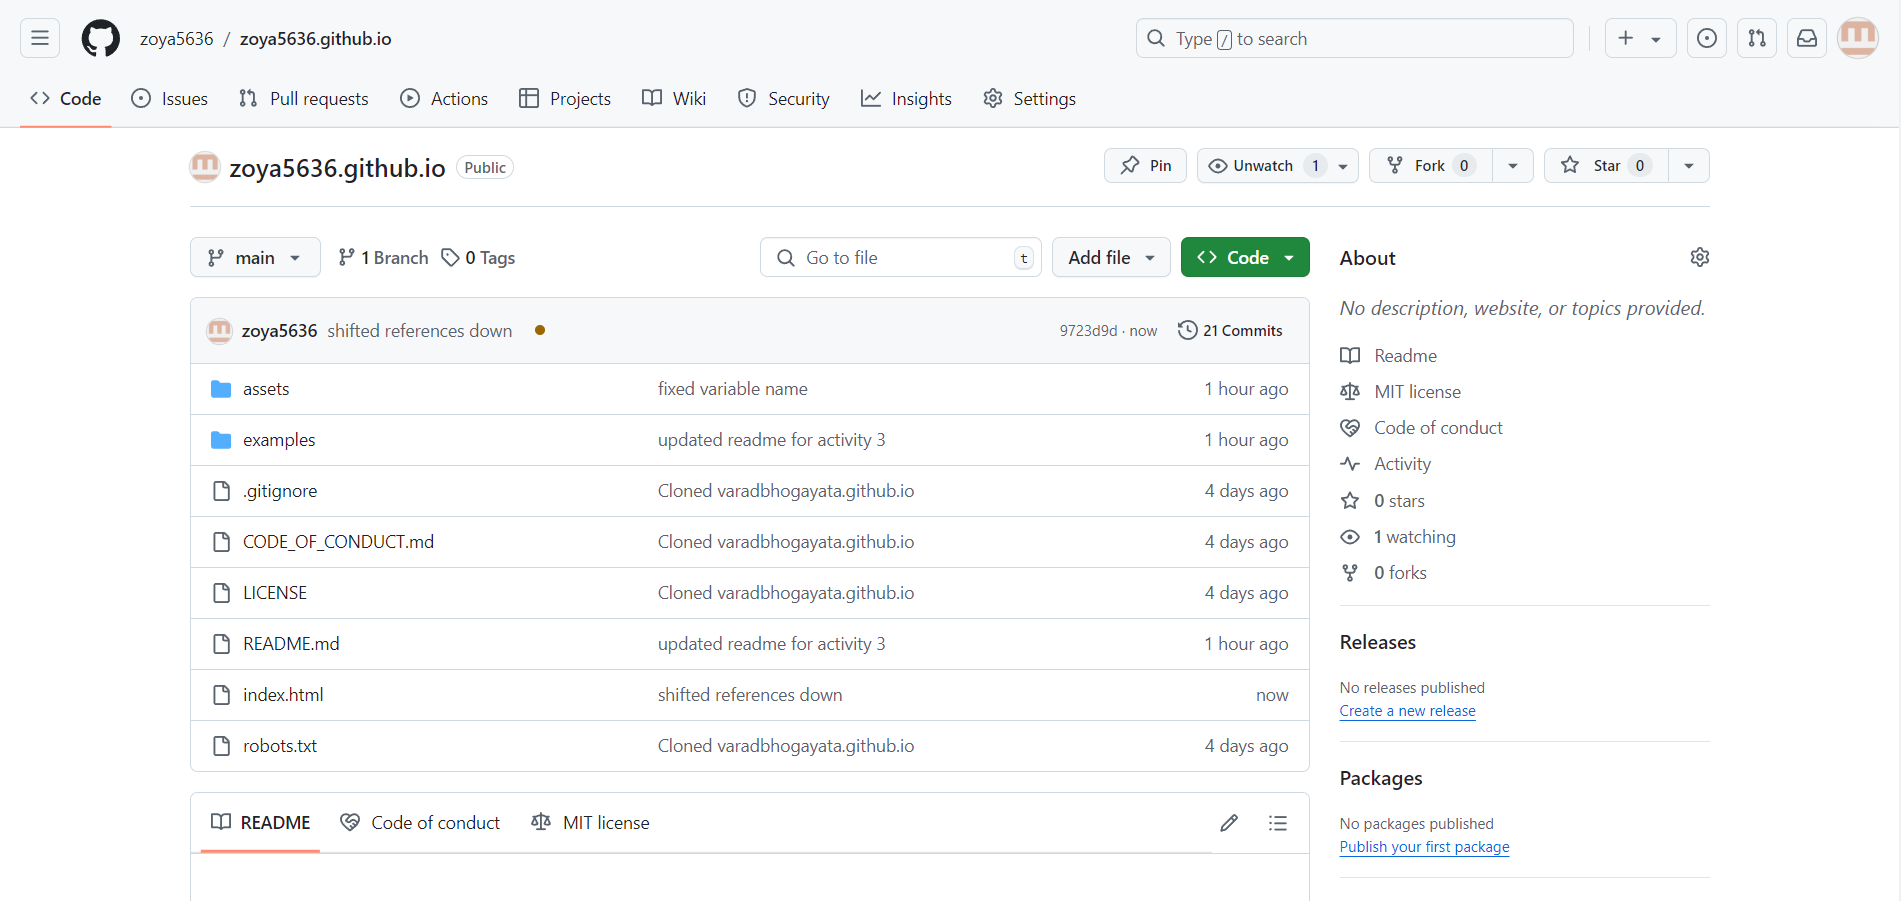 zoya5636 / zoya5636.github.io
Type / to search
Code Issues Pull requests Actions Projects Wiki Security Insights Settings
zoya5636.github.io Public
Pin Unwatch 1 Fork 0 Star 0
main 1 Branch 0 Tags
Go to file t
Add file
Code
zoya5636 shifted references down 9723d9d · now 21 Commits
assets fixed variable name 1 hour ago
examples updated readme for activity 3 1 hour ago
.gitignore Cloned varadbhogayata.github.io 4 days ago
CODE_OF_CONDUCT.md Cloned varadbhogayata.github.io 4 days ago
LICENSE Cloned varadbhogayata.github.io 4 days ago
README.md updated readme for activity 3 1 hour ago
index.html shifted references down now
robots.txt Cloned varadbhogayata.github.io 4 days ago
README Code of conduct MIT license
About
No description, website, or topics provided.
Readme
MIT license
Code of conduct
Activity
0 stars
1 watching
0 forks
Releases
No releases published
Create a new release
Packages
No packages published
Publish your first package